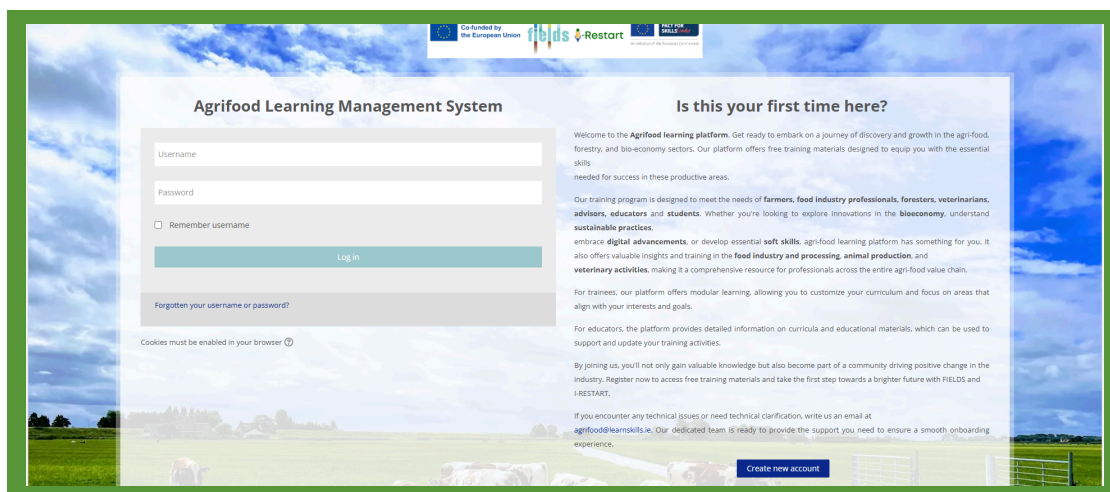 Co-funded by
the European Union
fields
I-Restart
PACT FOR
SKILLS
An initiative of the European Commission
Agrifood Learning Management System
Username
Password
Remember username
Log in
Forgotten your username or password?
Cookies must be enabled in your browser
Is this your first time here?
Welcome to the Agrifood learning platform. Get ready to embark on a journey of discovery and growth in the agri-food,
forestry, and bio-economy sectors. Our platform offers free training materials designed to equip you with the essential
skills
needed for success in these productive areas.
Our training program is designed to meet the needs of farmers, food industry professionals, foresters, veterinarians,
advisors, educators and students. Whether you're looking to explore innovations in the bioeconomy, understand
sustainable practices,
embrace digital advancements, or develop essential soft skills, agri-food learning platform has something for you. It
also offers valuable insights and training in the food industry and processing, animal production, and
veterinary activities, making it a comprehensive resource for professionals across the entire agri-food value chain.
For trainees, our platform offers modular learning, allowing you to customize your curriculum and focus on areas that
align with your interests and goals.
For educators, the platform provides detailed information on curricula and educational materials, which can be used to
support and update your training activities.
By joining us, you'll not only gain valuable knowledge but also become part of a community driving positive change in the
industry. Register now to access free training materials and take the first step towards a brighter future with FIELDS and
I-RESTART.
If you encounter any technical issues or need technical clarification, write us an email at
agrifood@learnskills.ie. Our dedicated team is ready to provide the support you need to ensure a smooth onboarding
experience.
Create new account